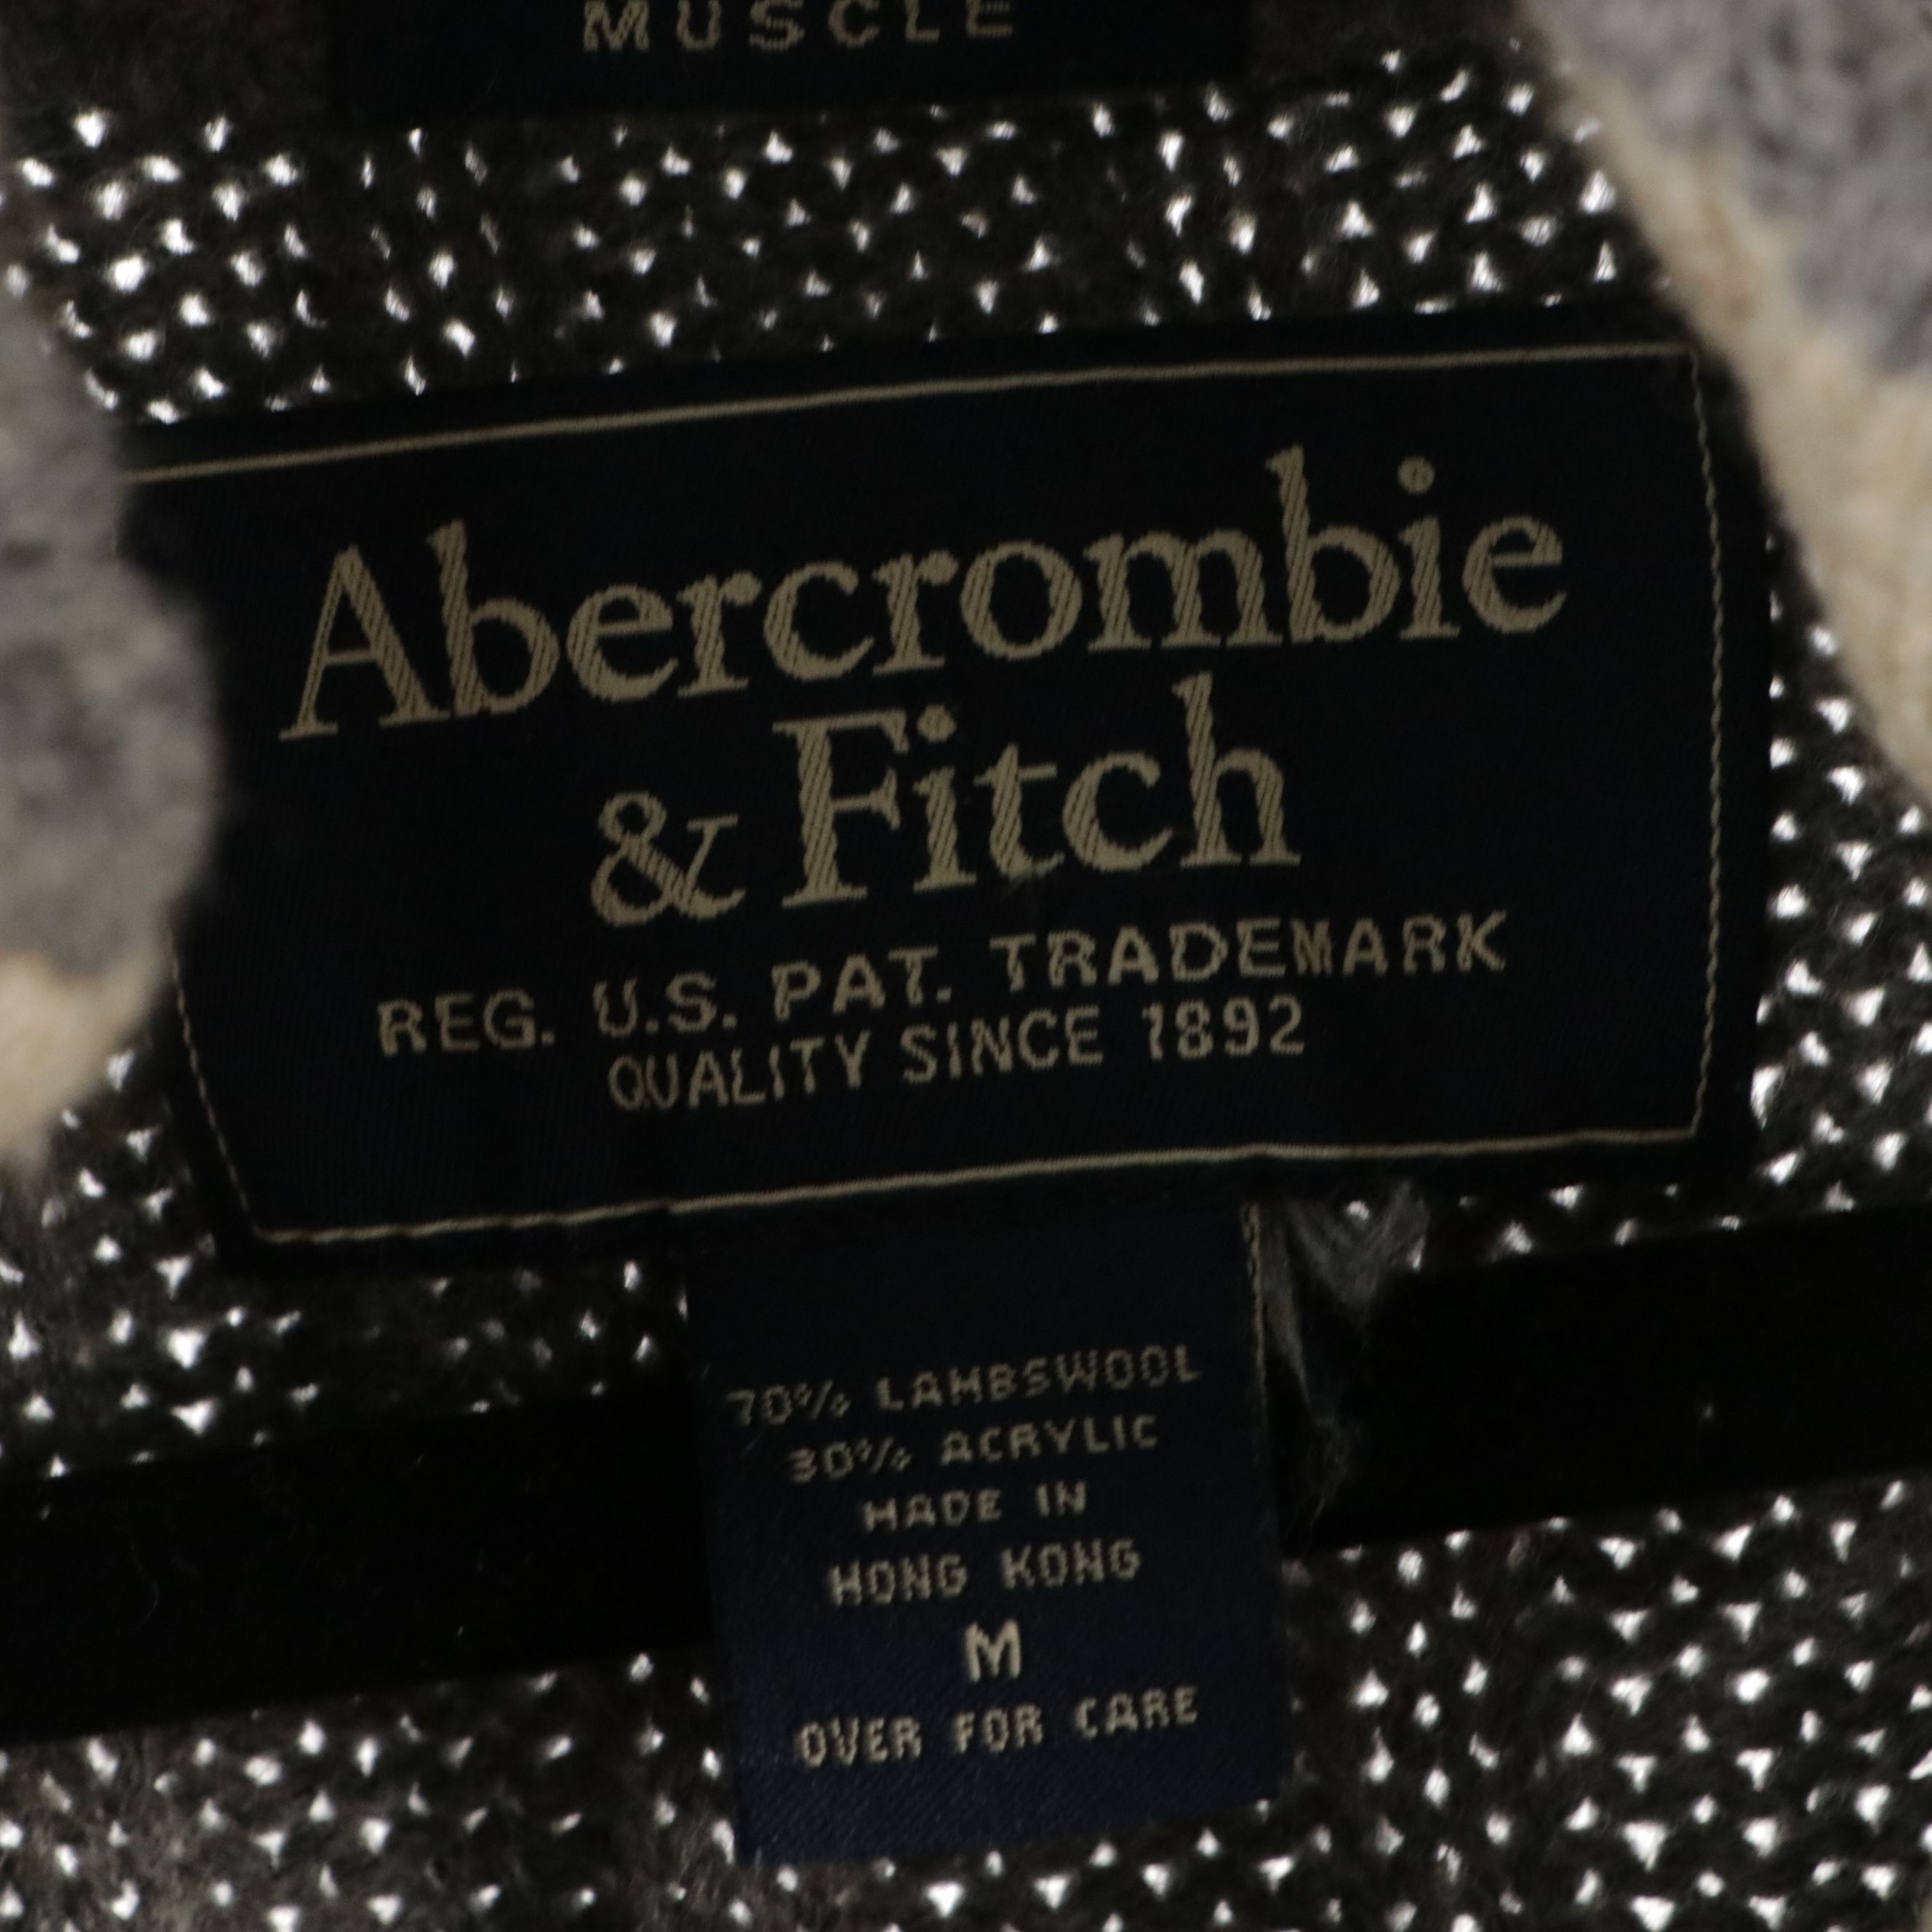 MUSCLE
Abercrombie
& Fitch
REG. U.S. PAT. TRADEMARK
QUALITY SINCE 1892
70% LAMBSWOOL
30% ACRYLIC
MADE IN
HONG KONG
M
OVER FOR CARE